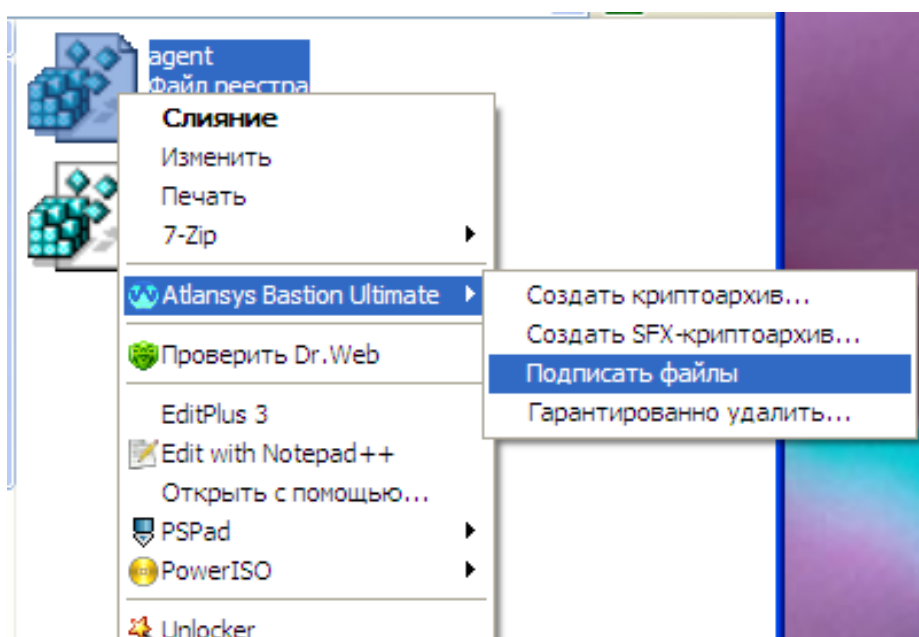 agent
Файл реестра
Слияние
Изменить
Печать
7-Zip
Atlansys Bastion Ultimate
Создать криптоархив...
Создать SFX-криптоархив...
Подписать файлы
Гарантированно удалить...
Проверить Dr.Web
EditPlus 3
Edit with Notepad++
Открыть с помощью...
PSPad
PowerISO
Unlocker